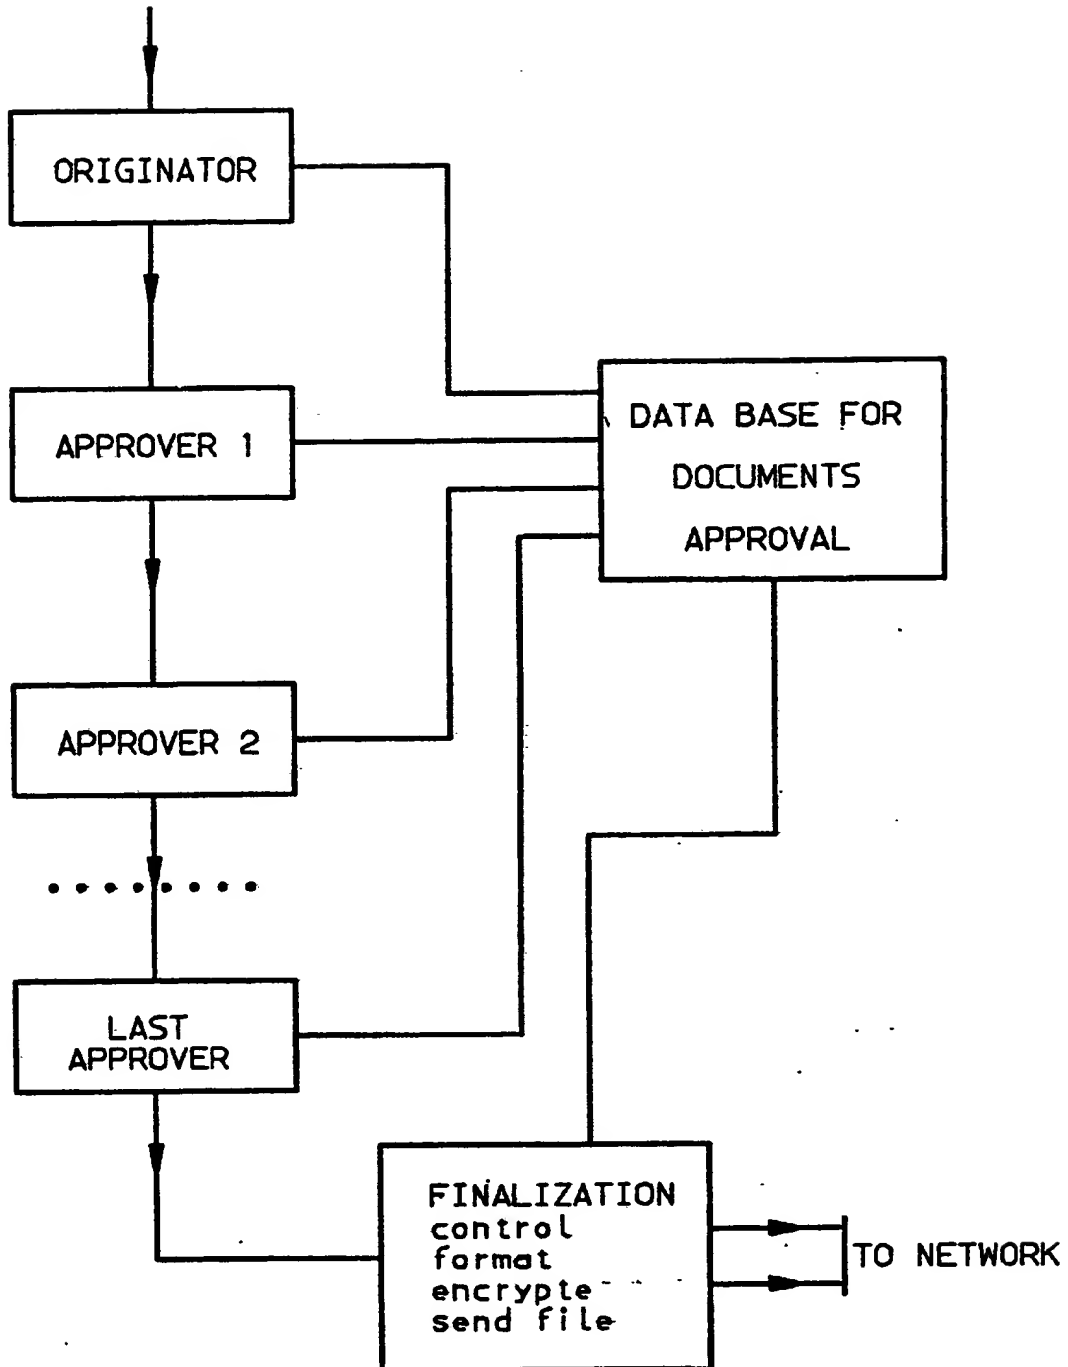 ORIGINATOR
APPROVER 1
DATA BASE FOR
DOCUMENTS
APPROVAL
APPROVER 2
LAST
APPROVER
FINALIZATION
control
format
encrypte
send file
TO NETWORK